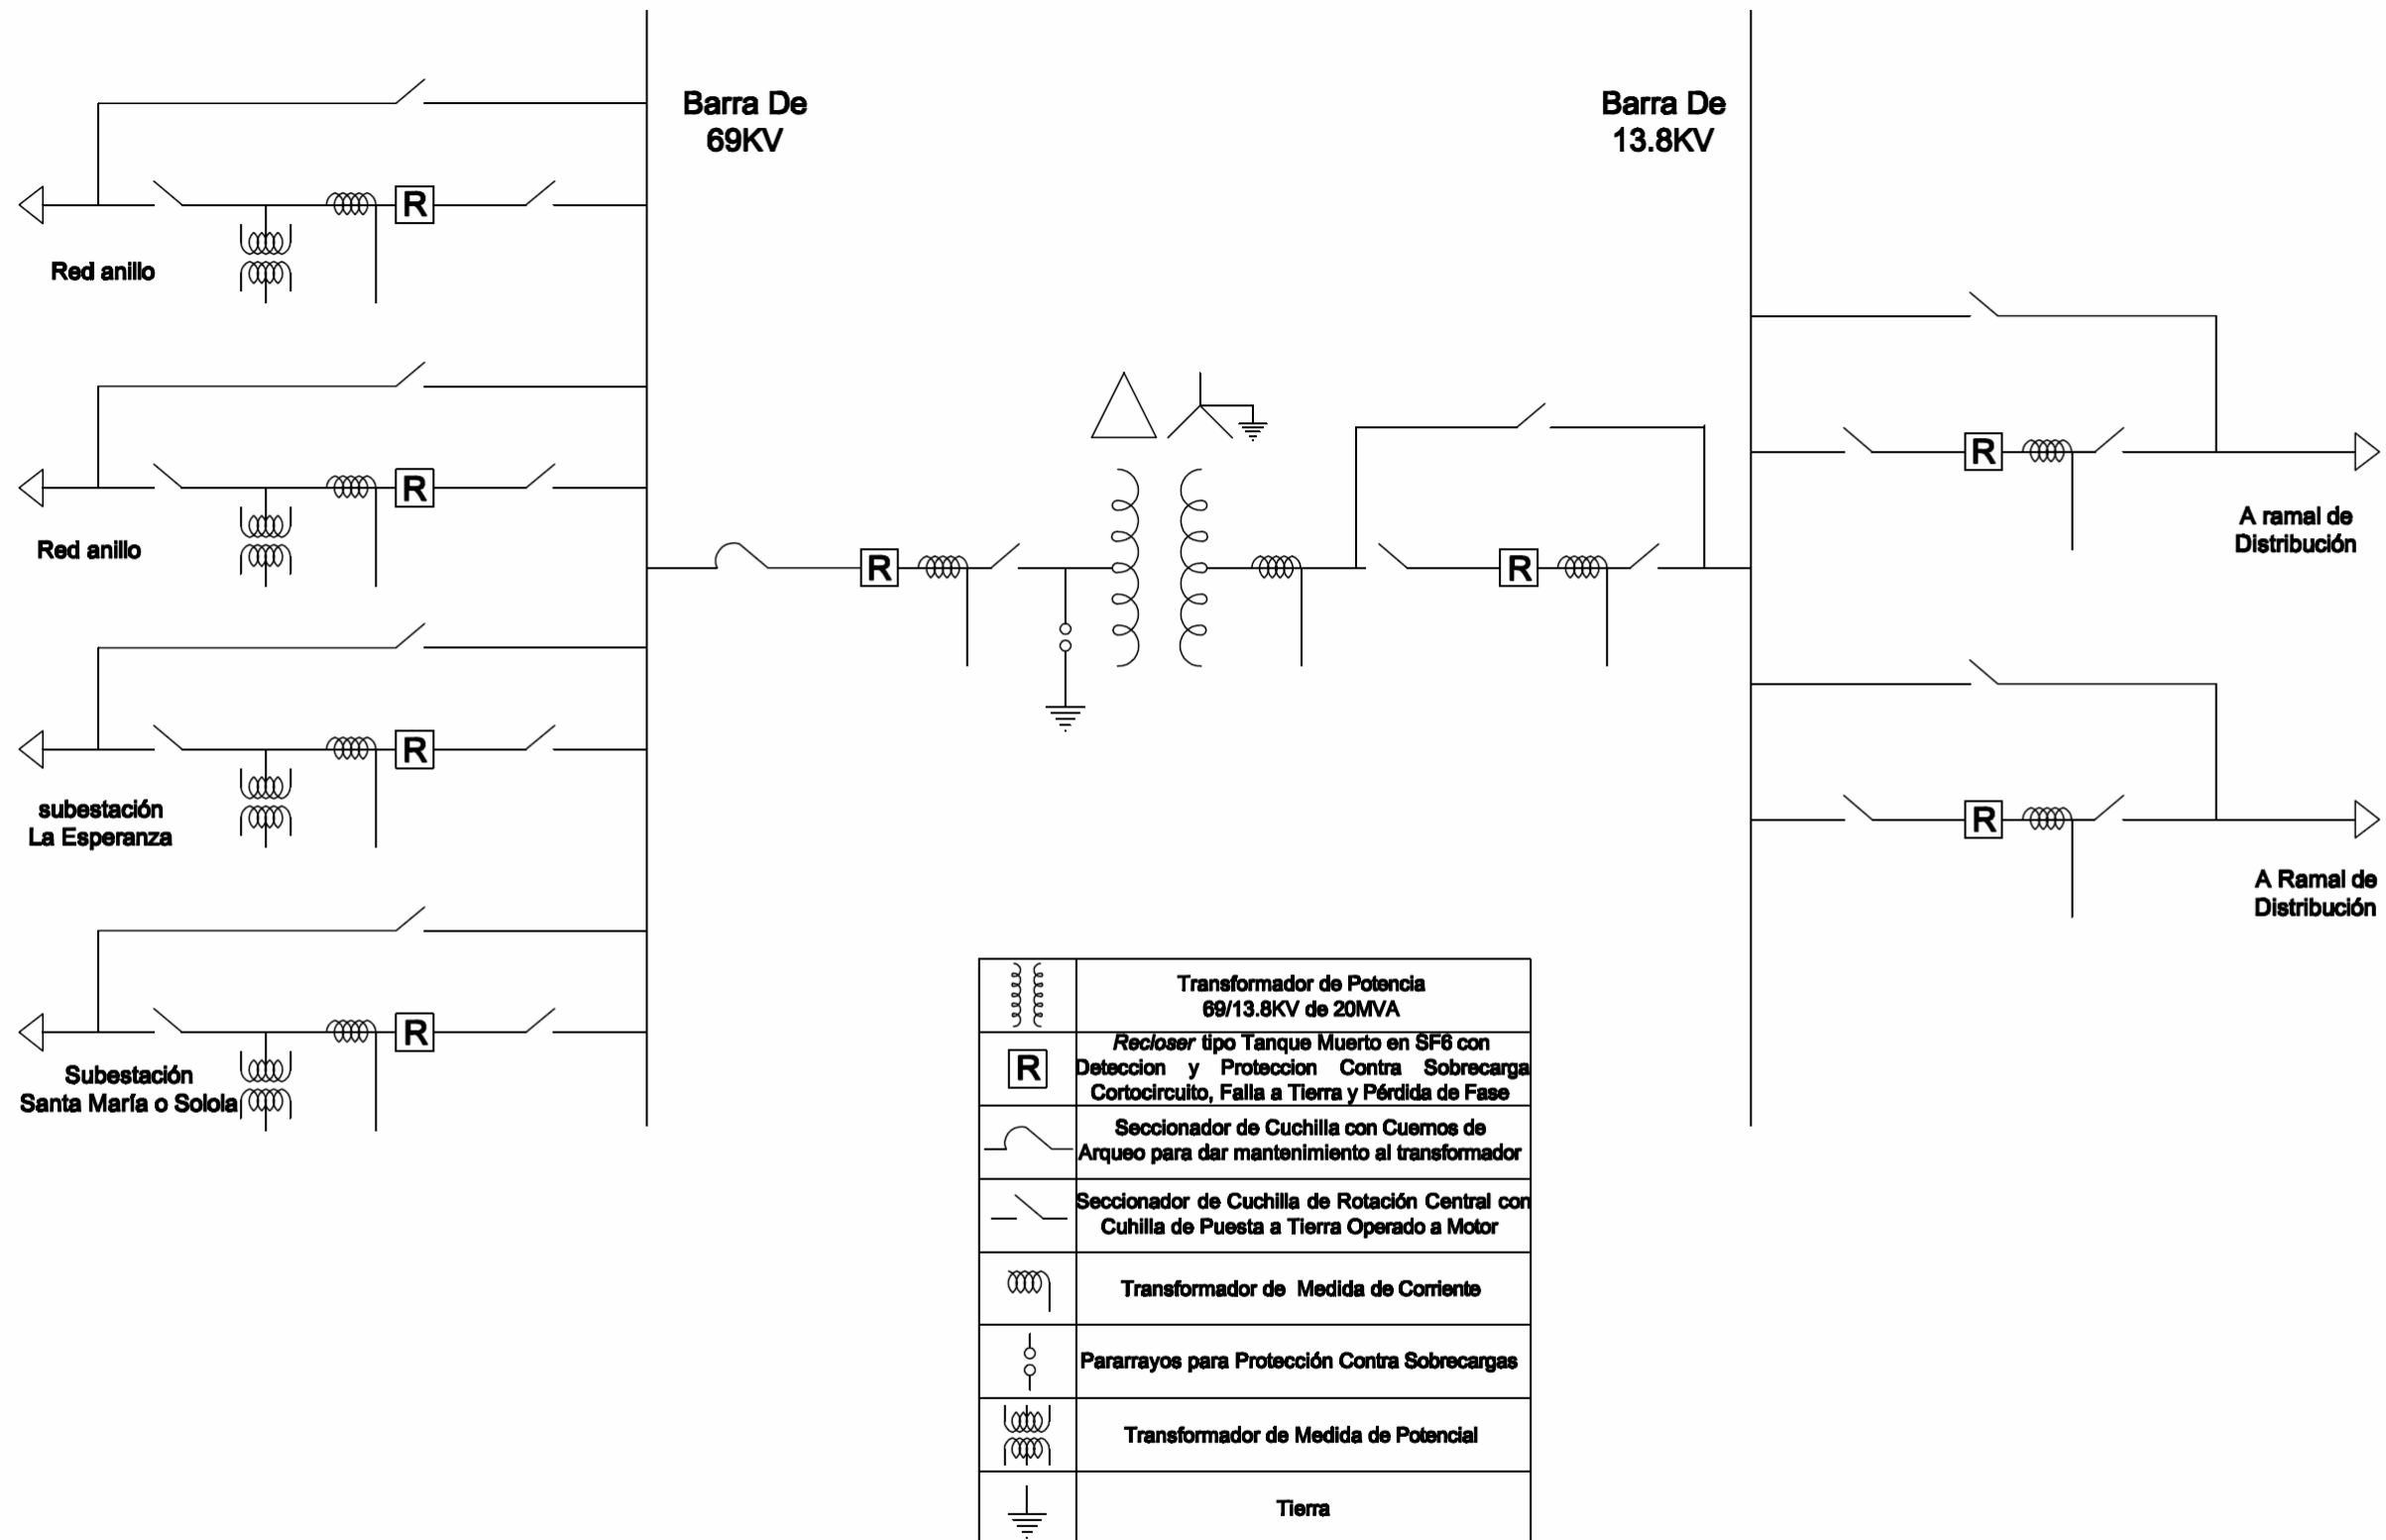 Barra De
69KV
Barra De
13.8KV
R
Red anillo
R
Red anillo
R
subestación
La Esperanza
R
Subestación
Santa María o Solola
R
R
R
A ramal de
Distribución
R
A Ramal de
Distribución
Transformador de Potencia
69/13.8KV de 20MVA
R
Recloser tipo Tanque Muerto en SF6 con
Deteccion y Proteccion Contra Sobrecarga
Cortocircuito, Falla a Tierra y Pérdida de Fase
Seccionador de Cuchilla con Cuernos de
Arqueo para dar mantenimiento al transformador
Seccionador de Cuchilla de Rotación Central con
Cuhilla de Puesta a Tierra Operado a Motor
Transformador de Medida de Corriente
Pararrayos para Protección Contra Sobrecargas
Transformador de Medida de Potencial
Tierra